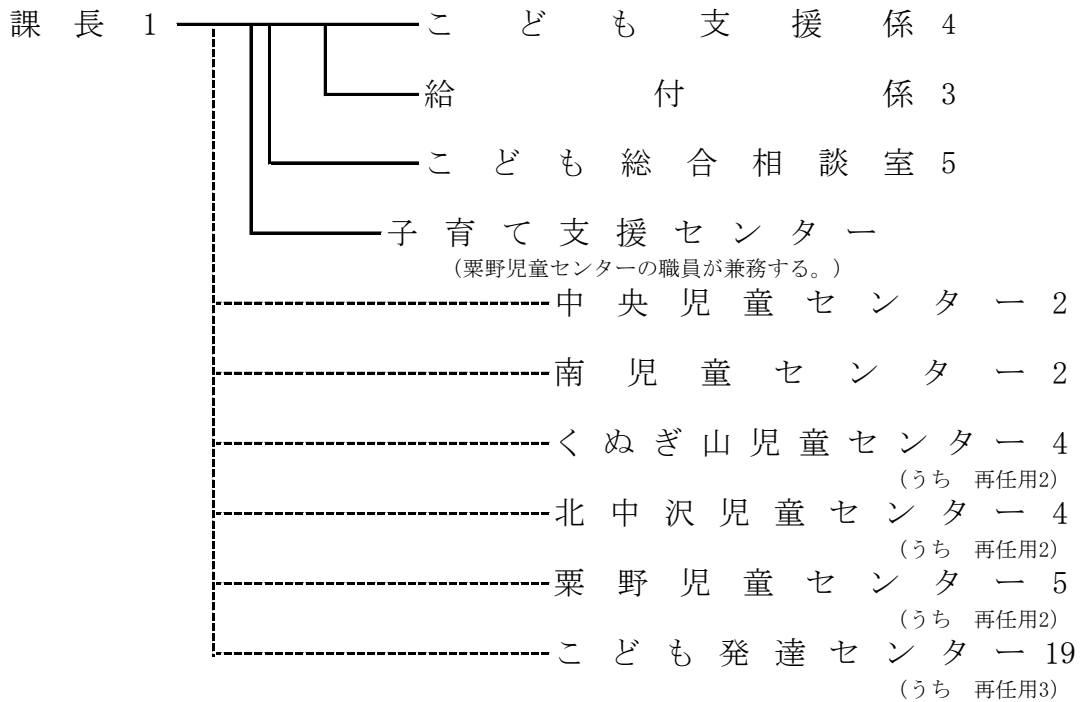 課長 1 こども支援係 4
給付係 3
こども総合相談室 5
子育て支援センター
(粟野児童センターの職員が兼務する。)
中央児童センター 2
南児童センター 2
くぬぎ山児童センター 4
(うち 再任用2)
北中沢児童センター 4
(うち 再任用2)
粟野児童センター 5
(うち 再任用2)
こども発達センター 19
(うち 再任用3)